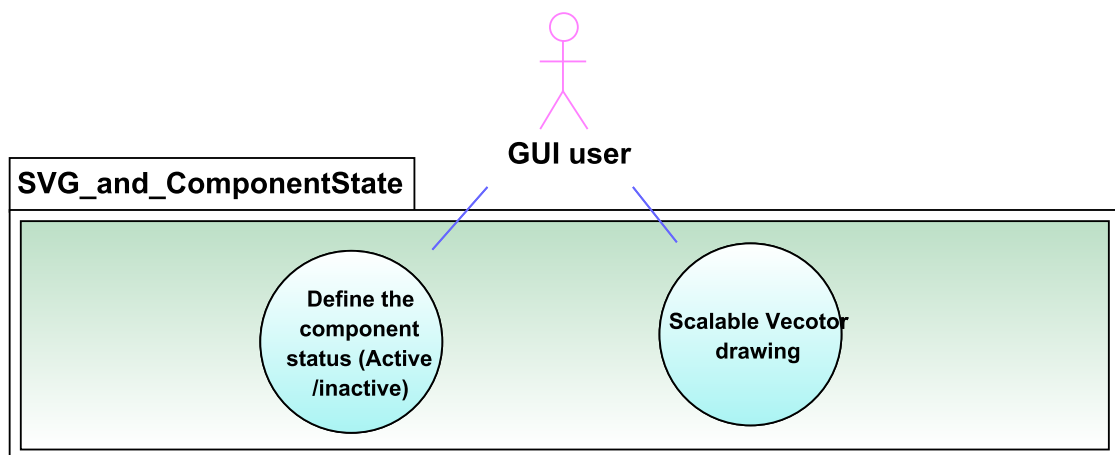 GUI user
SVG_and_ComponentState
Define the
component
status (Active
/inactive)
Scalable Vecotor
drawing